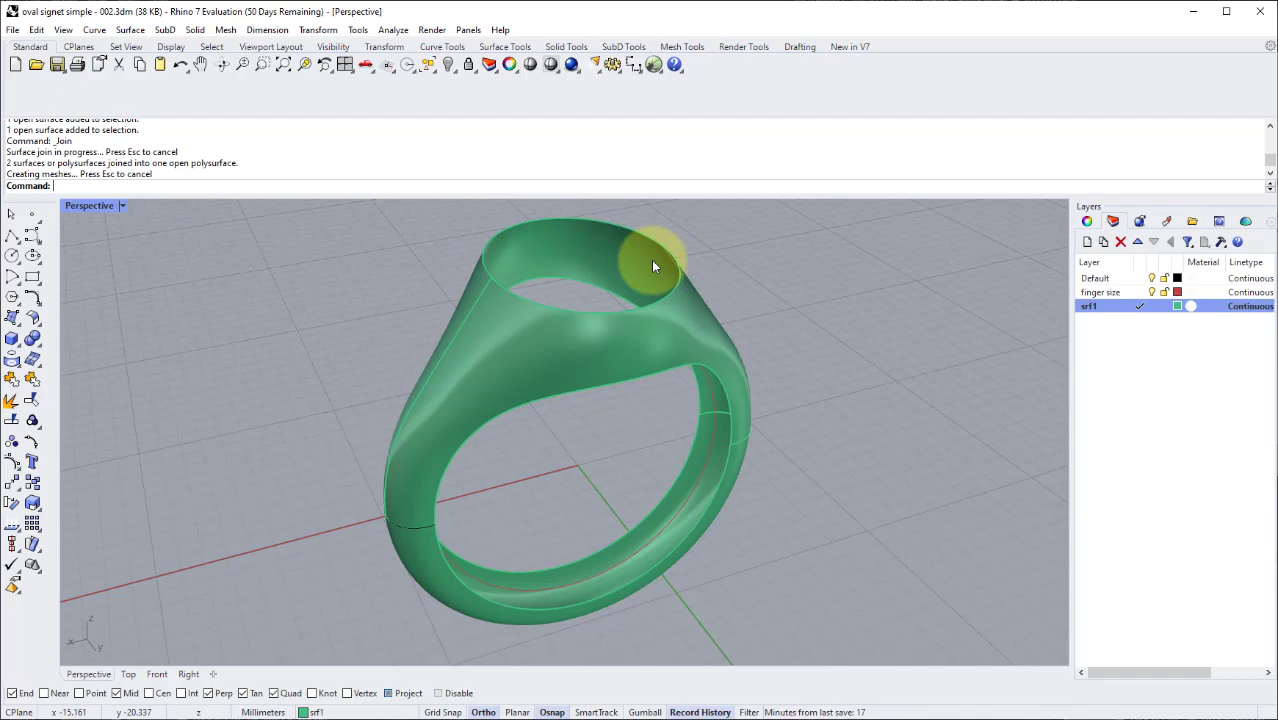 oval signet simple - 002.3dm (38 KB) - Rhino 7 Evaluation (50 Days Remaining) - [Perspective]
File Edit View Curve Surface SubD Solid Mesh Dimension Transform Tools Analyze Render Panels Help
Standard CPlanes Set View Display Select Viewport Layout Visibility Transform Curve Tools Surface Tools Solid Tools SubD Tools Mesh Tools Render Tools Drafting New in V7
1 open surface added to selection.
1 open surface added to selection.
Command: _Join
Surface join in progress... Press Esc to cancel
2 surfaces or polysurfaces joined into one open polysurface.
Creating meshes... Press Esc to cancel
Command:
Perspective
Layers
Layer Material Linetype
Default Continuous
finger size Continuous
srf1 Continuous
z
x
y
Perspective Top Front Right
End Near Point Mid Cen Int Perp Tan Quad Knot Vertex Project Disable
CPlane x -15.161 y -20.337 z Millimeters srf1 Grid Snap Ortho Planar Osnap SmartTrack Gumball Record History Filter Minutes from last save: 17